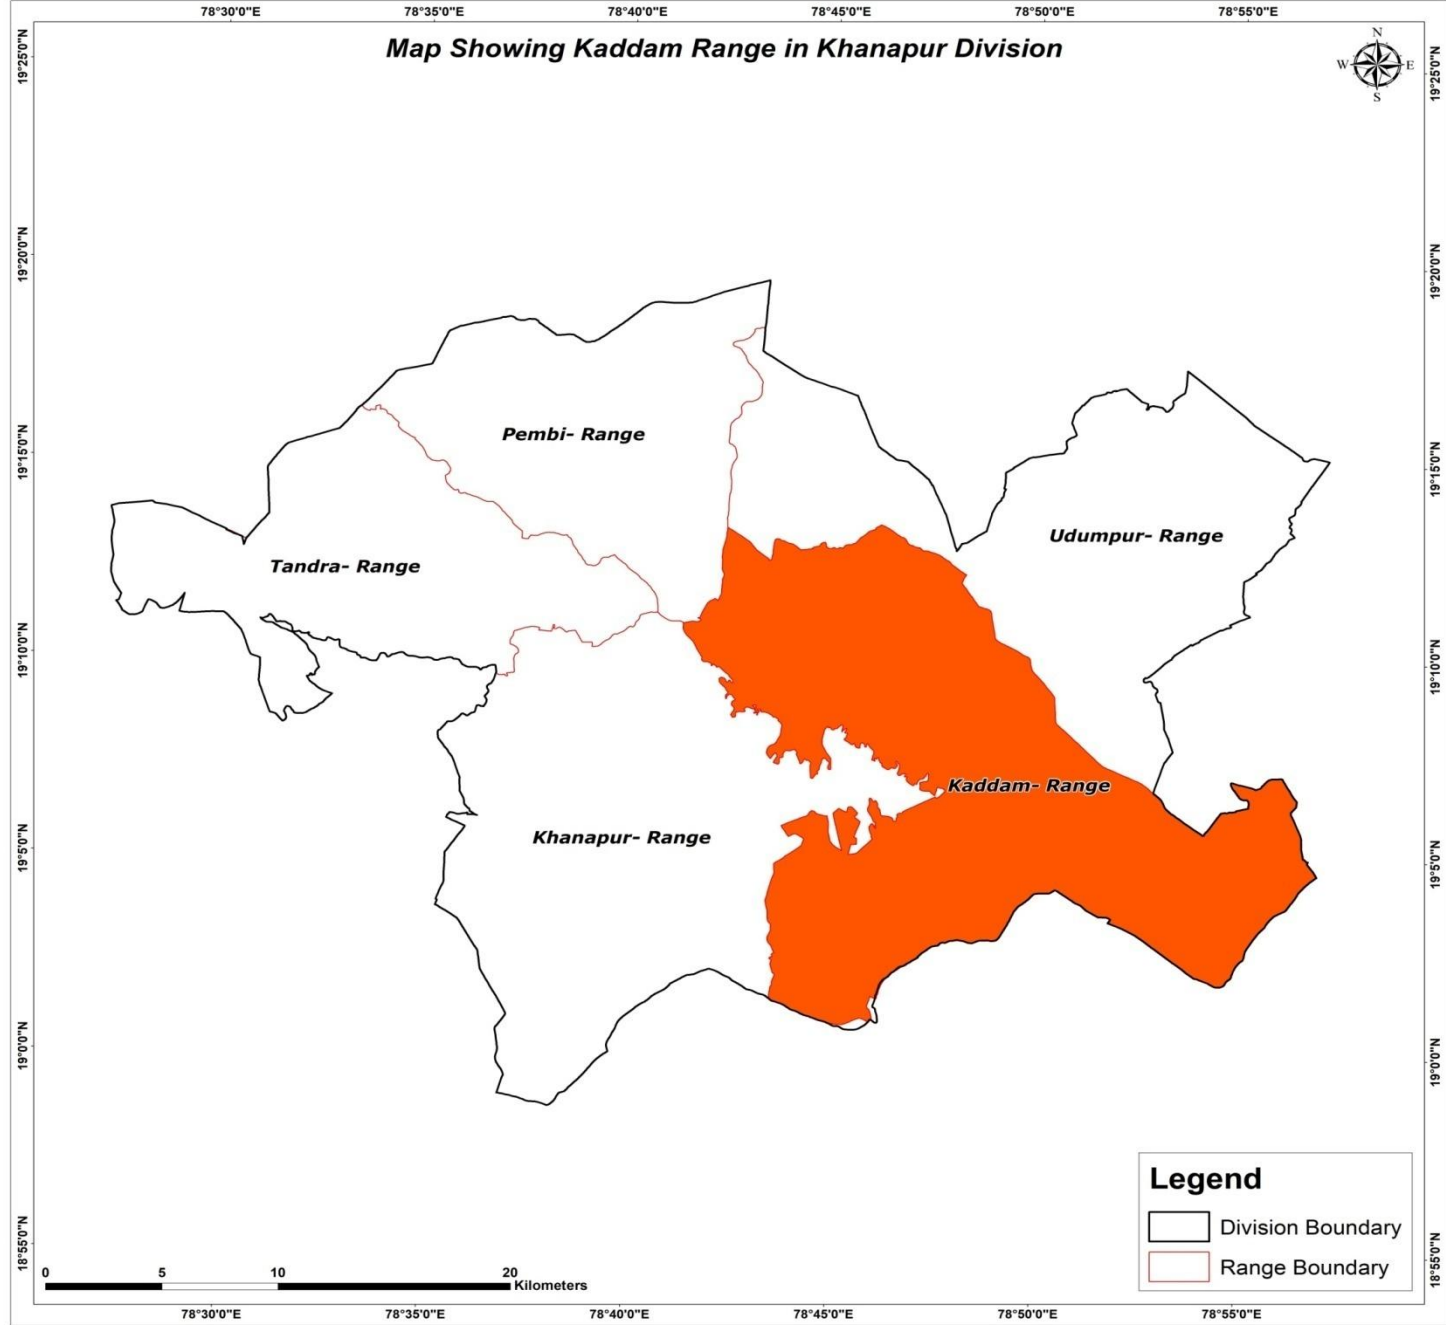 78°30'0"E 78°35'0"E 78°40'0"E 78°45'0"E 78°50'0"E 78°55'0"E
Map Showing Kaddam Range in Khanapur Division
N
W E
S
19°25'0"N 19°25'0"N
19°20'0"N 19°20'0"N
Pembi- Range
19°15'0"N 19°15'0"N
Udumpur- Range
Tandra- Range
19°10'0"N 19°10'0"N
Kaddam- Range
Khanapur- Range
19°5'0"N 19°5'0"N
19°0'0"N 19°0'0"N
Legend
Division Boundary
Range Boundary
18°55'0"N 18°55'0"N
0 5 10 20
Kilometers
78°30'0"E 78°35'0"E 78°40'0"E 78°45'0"E 78°50'0"E 78°55'0"E